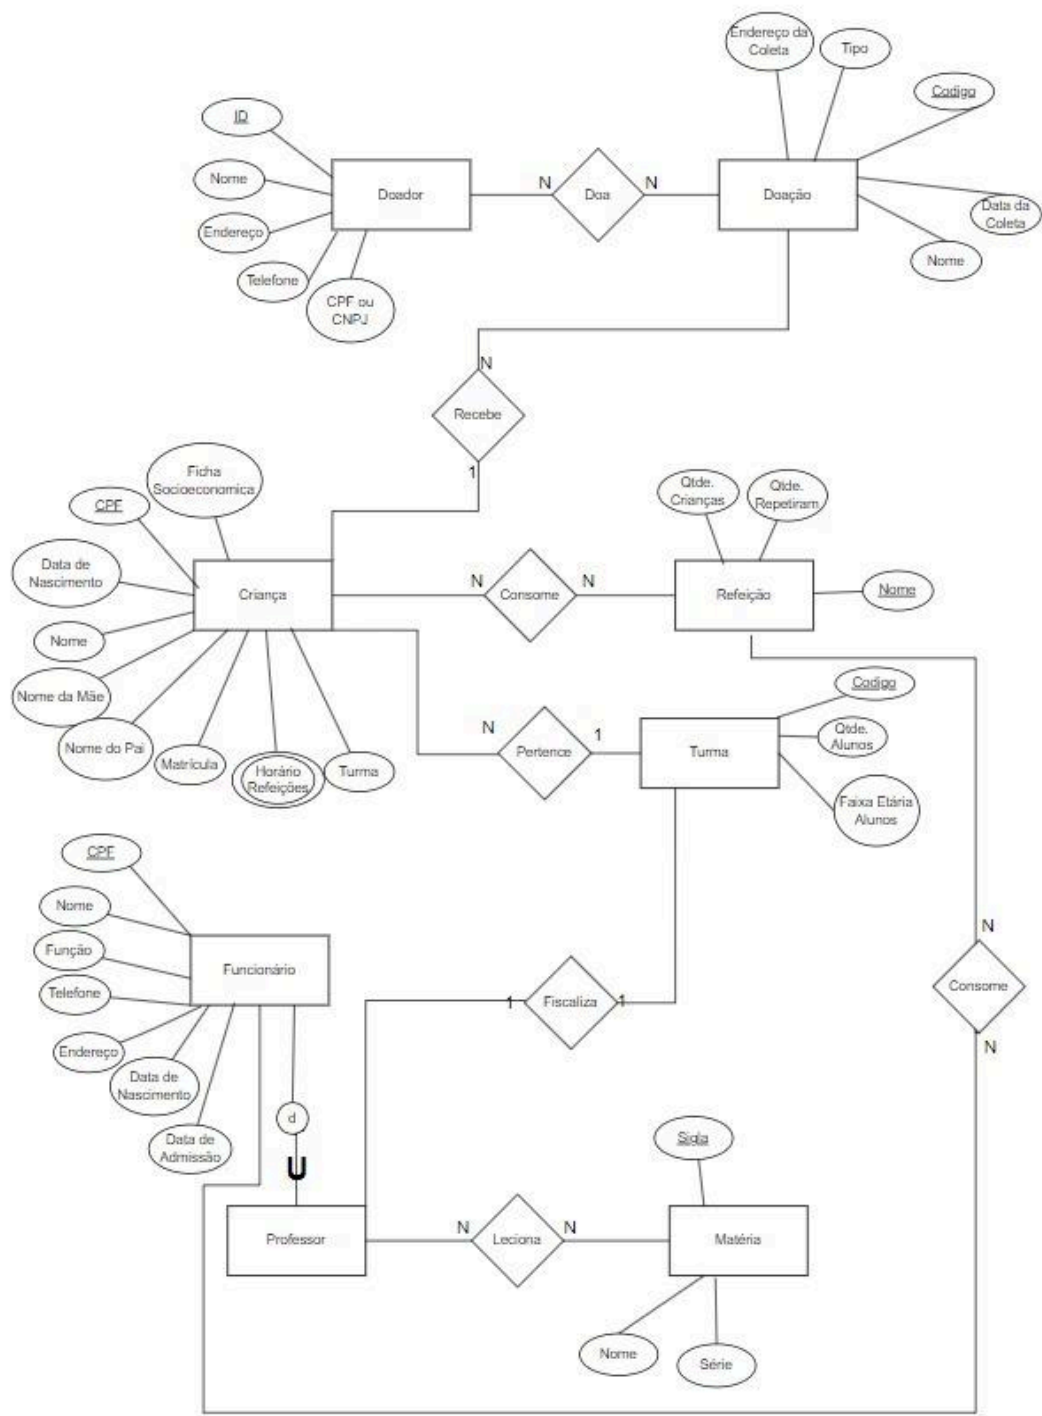 Endereço da
Coleta
Tipo
Codigo
ID
Nome
Doador
N
Doa
N
Doação
Endereço
Data da
Coleta
Telefone
CPF ou
CNPJ
Nome
N
Recebe
1
Ficha
Socioeconomica
CPF
Qtde.
Crianças
Qtde.
Repetiram
Data de
Nascimento
Criança
N
Consome
N
Refeição
Nome
Nome
Nome da Mãe
Nome do Pai
Matrícula
Horário
Refeições
Turma
N
Pertence
1
Turma
Codigo
Qtde.
Alunos
Faixa Etária
Alunos
CPF
Nome
Função
Telefone
Endereço
Data de
Nascimento
Data de
Admissão
Funcionário
1
Fiscaliza
1
N
Consome
N
d
U
Sigla
Professor
N
Leciona
N
Matéria
Nome
Série